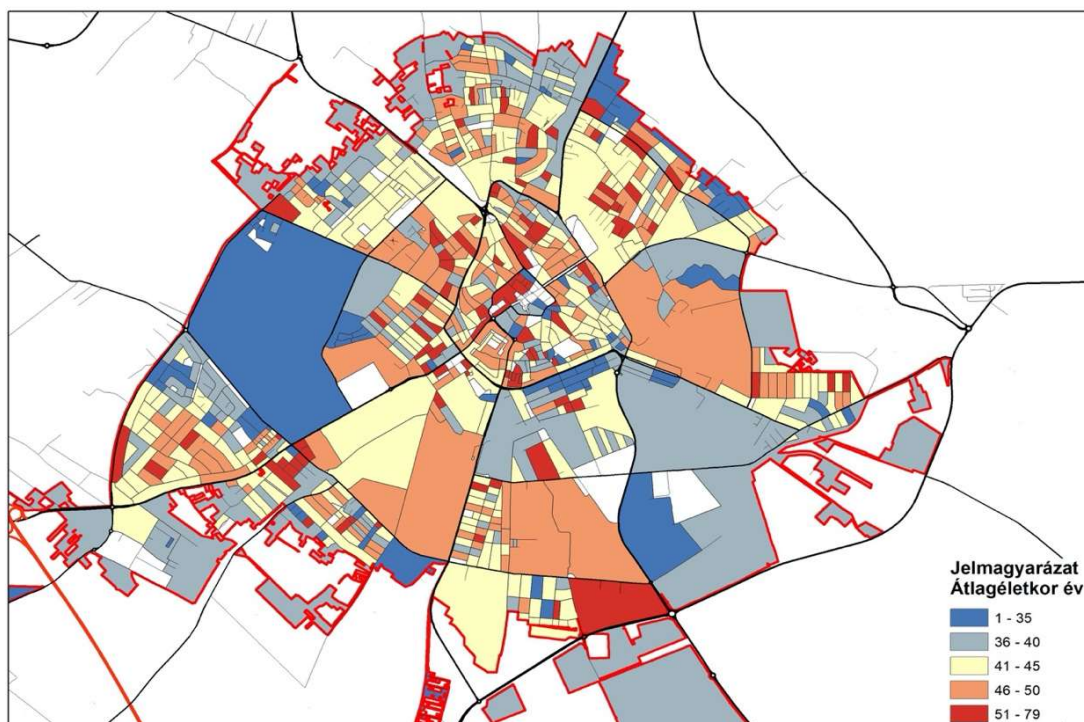 Jelmagyarázat
Átlagéletkor év
1 - 35
36 - 40
41 - 45
46 - 50
51 - 79